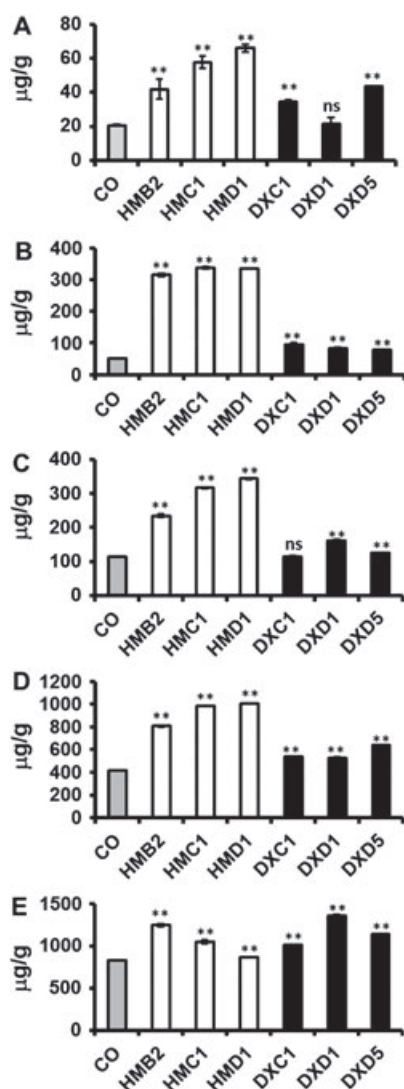 A
µg/g
80
60
40
20
0
**
**
**
**
ns
**
CO
HMB2
HMC1
HMD1
DXC1
DXD1
DXD5
B
µg/g
400
300
200
100
0
**
**
**
**
**
**
CO
HMB2
HMC1
HMD1
DXC1
DXD1
DXD5
C
µg/g
400
300
200
100
0
**
**
**
ns
**
**
CO
HMB2
HMC1
HMD1
DXC1
DXD1
DXD5
D
µg/g
1200
1000
800
600
400
200
0
**
**
**
**
**
**
CO
HMB2
HMC1
HMD1
DXC1
DXD1
DXD5
E
µg/g
1500
1000
500
0
**
**
**
**
**
**
CO
HMB2
HMC1
HMD1
DXC1
DXD1
DXD5